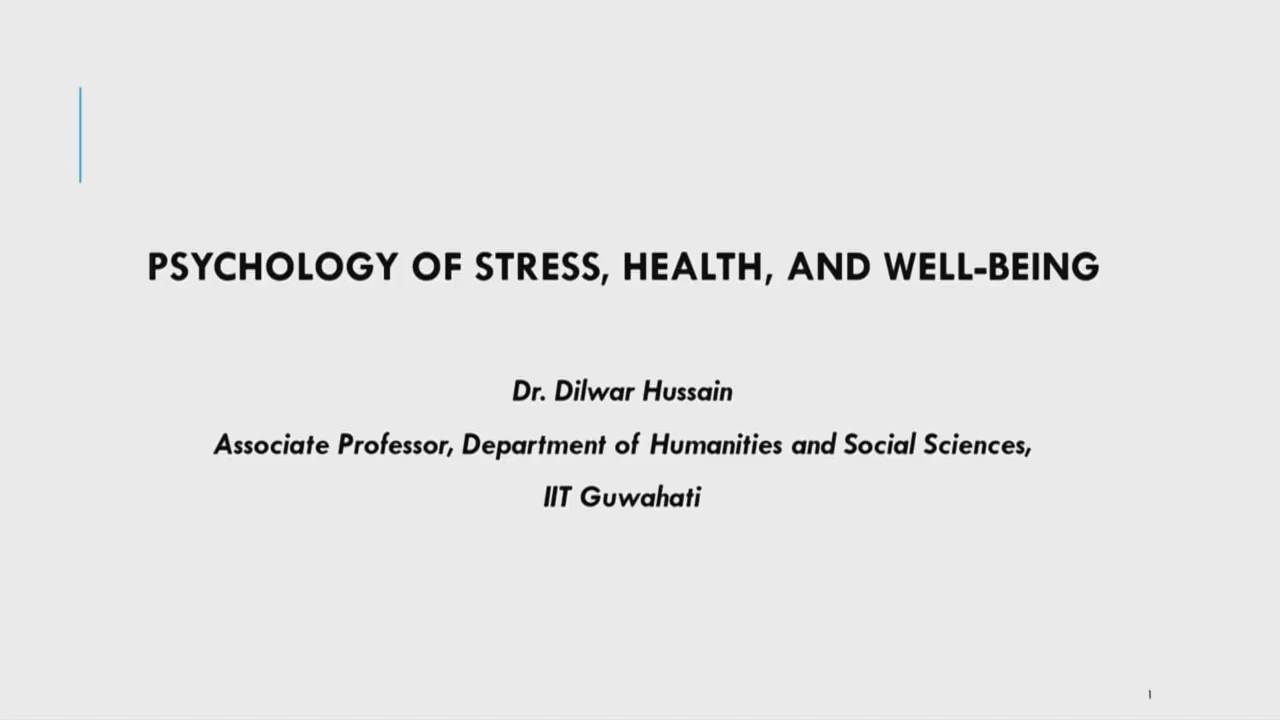 PSYCHOLOGY OF STRESS, HEALTH, AND WELL-BEING
Dr. Dilwar Hussain
Associate Professor, Department of Humanities and Social Sciences,
IIT Guwahati
1